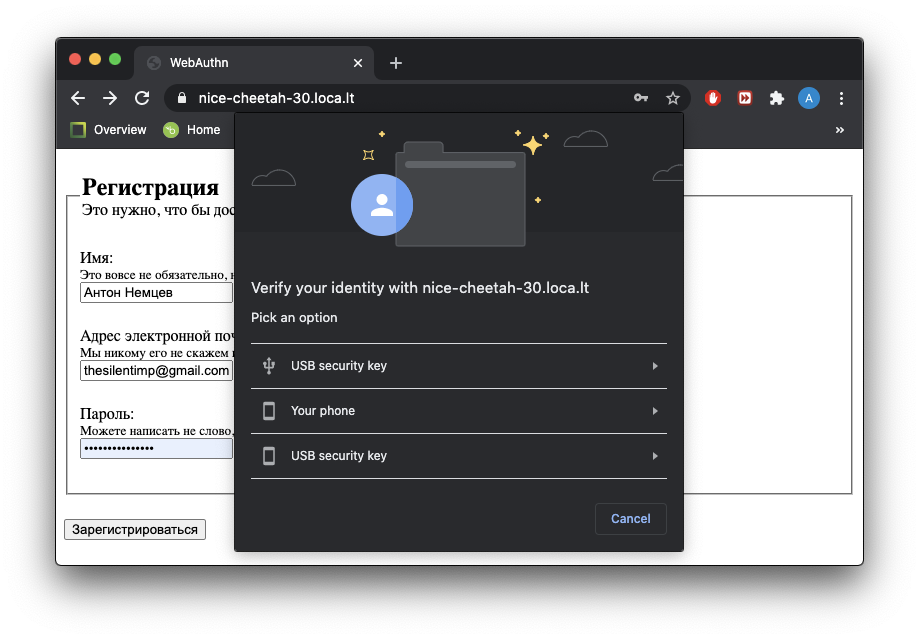 WebAuthn
nice-cheetah-30.loca.lt
A
Overview
Home
»
Регистрация
Это нужно, что бы дос
Имя:
Это вовсе не обязательно,
Антон Немцев
Адрес электронной поч
Мы никому его не скажем
thesilentimp@gmail.com
Пароль:
Можете написать не слово,
••••••••••••••
Зарегистрироваться
Verify your identity with nice-cheetah-30.loca.lt
Pick an option
USB security key
Your phone
USB security key
Cancel